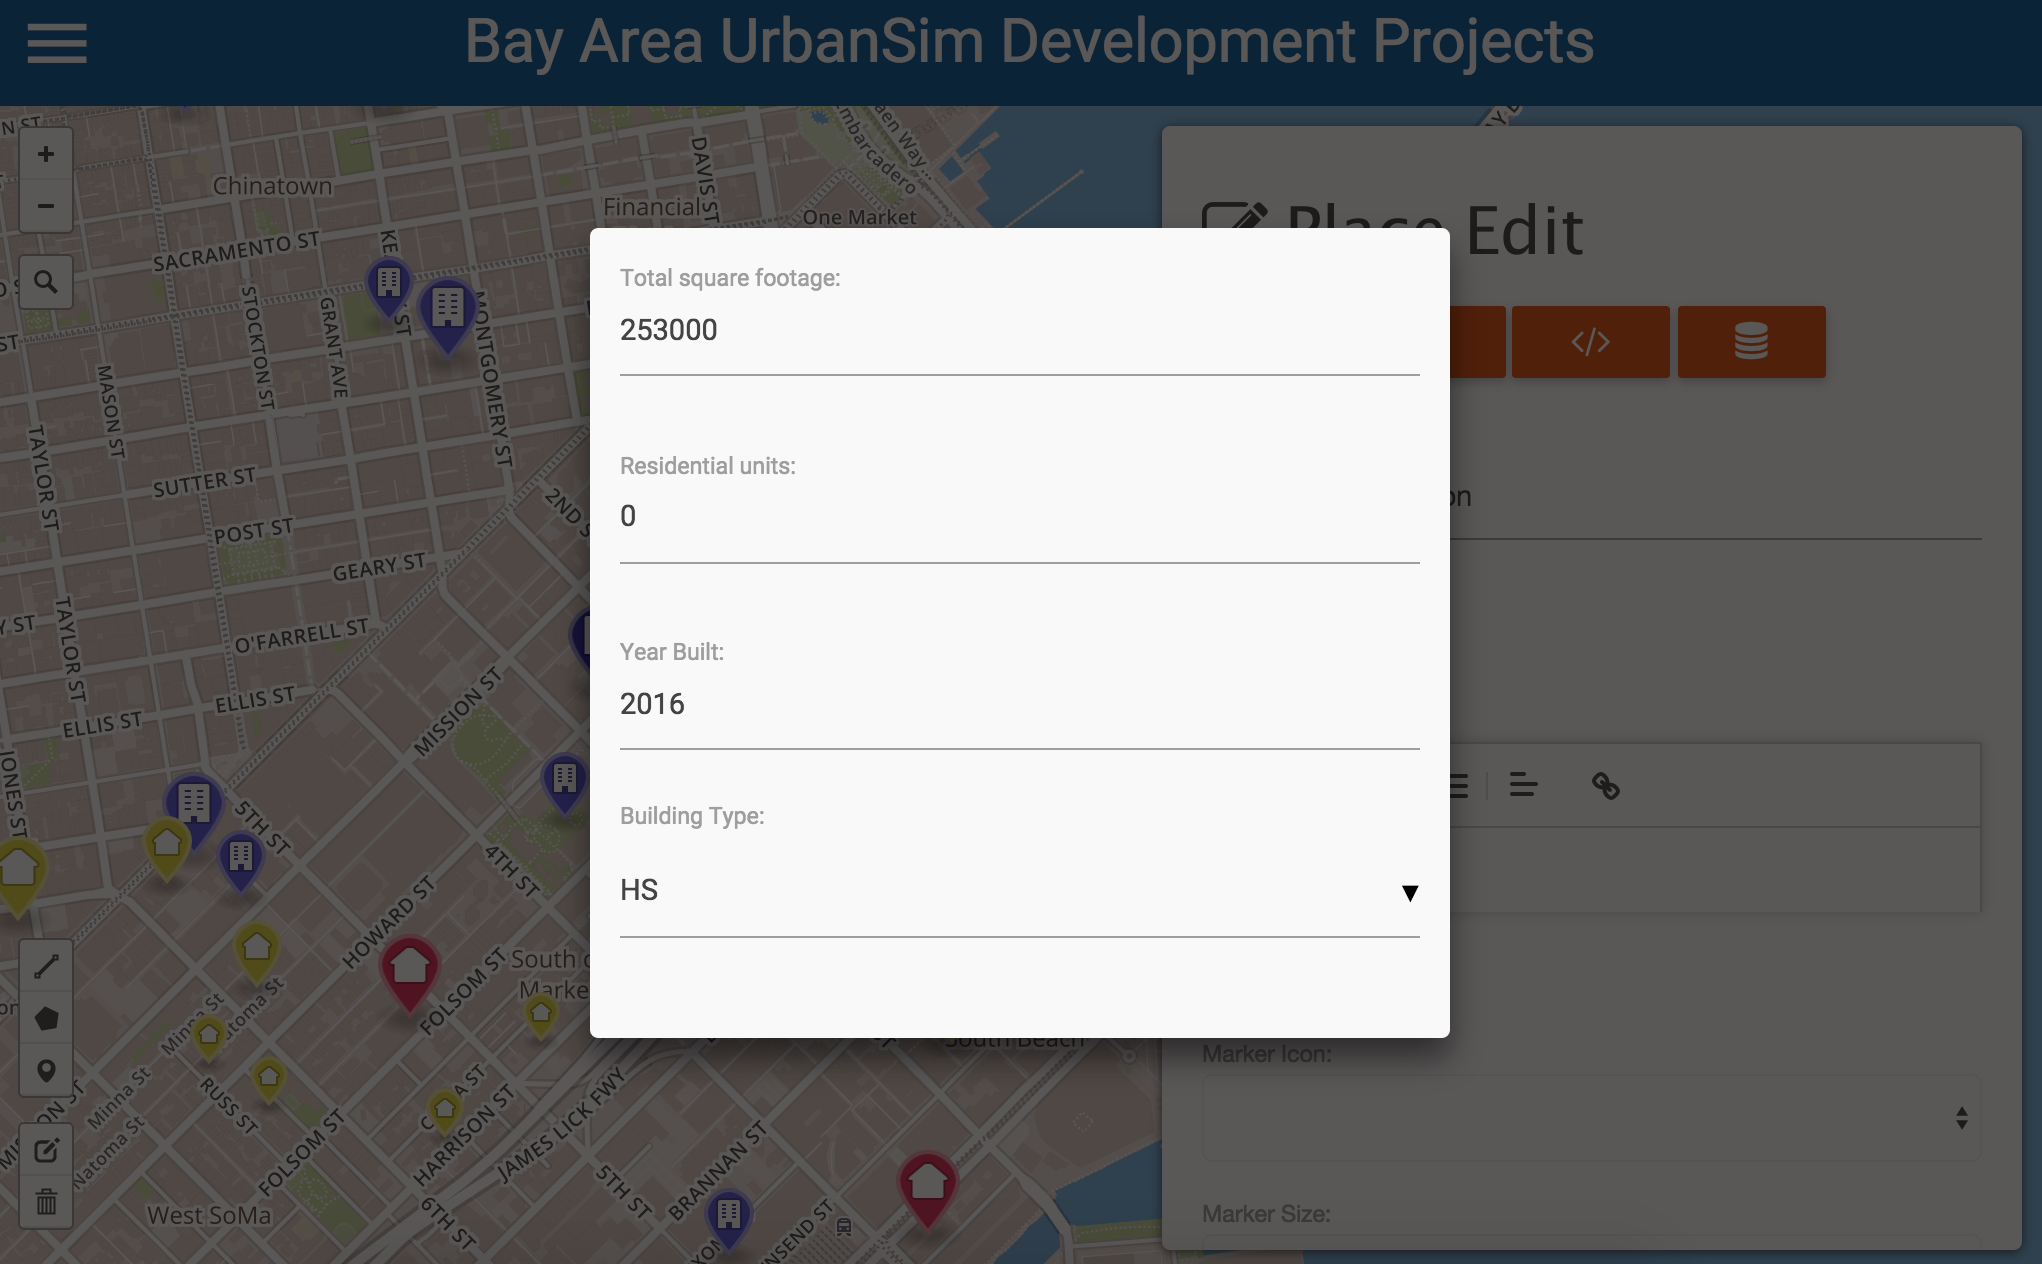 Bay Area UrbanSim Development Projects
Place Edit
Total square footage:
253000
Residential units:
0
Year Built:
2016
Building Type:
HS
▼
</>
Marker Icon:
Marker Size:
+
−
Chinatown
Financial
One Market
DAVIS ST
Embarcadero
SACRAMENTO ST
STOCKTON ST
GRANT AVE
MONTGOMERY ST
MASON ST
TAYLOR ST
SUTTER ST
POST ST
GEARY ST
2ND S
TAYLOR ST
O'FARRELL ST
ELLIS ST
ELLIS ST
MISSION ST
JONES ST
5TH ST
4TH ST
HOWARD ST
FOLSOM ST
South o
Marke
South Beach
Minna St
Natoma St
RUSS ST
FOLSOM ST
HARRISON ST
JAMES LICK FWY
5TH ST
BRANNAN ST
6TH ST
West SoMa